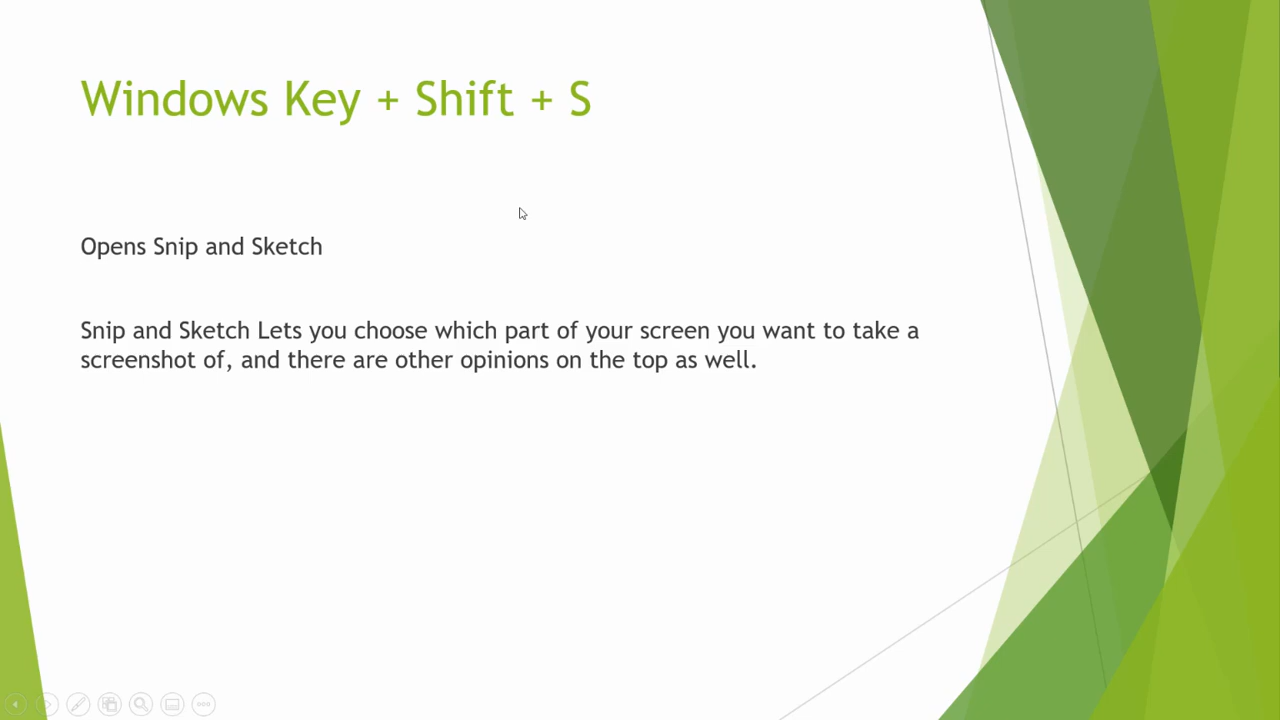 Windows Key + Shift + S
Opens Snip and Sketch
Snip and Sketch Lets you choose which part of your screen you want to take a
screenshot of, and there are other opinions on the top as well.